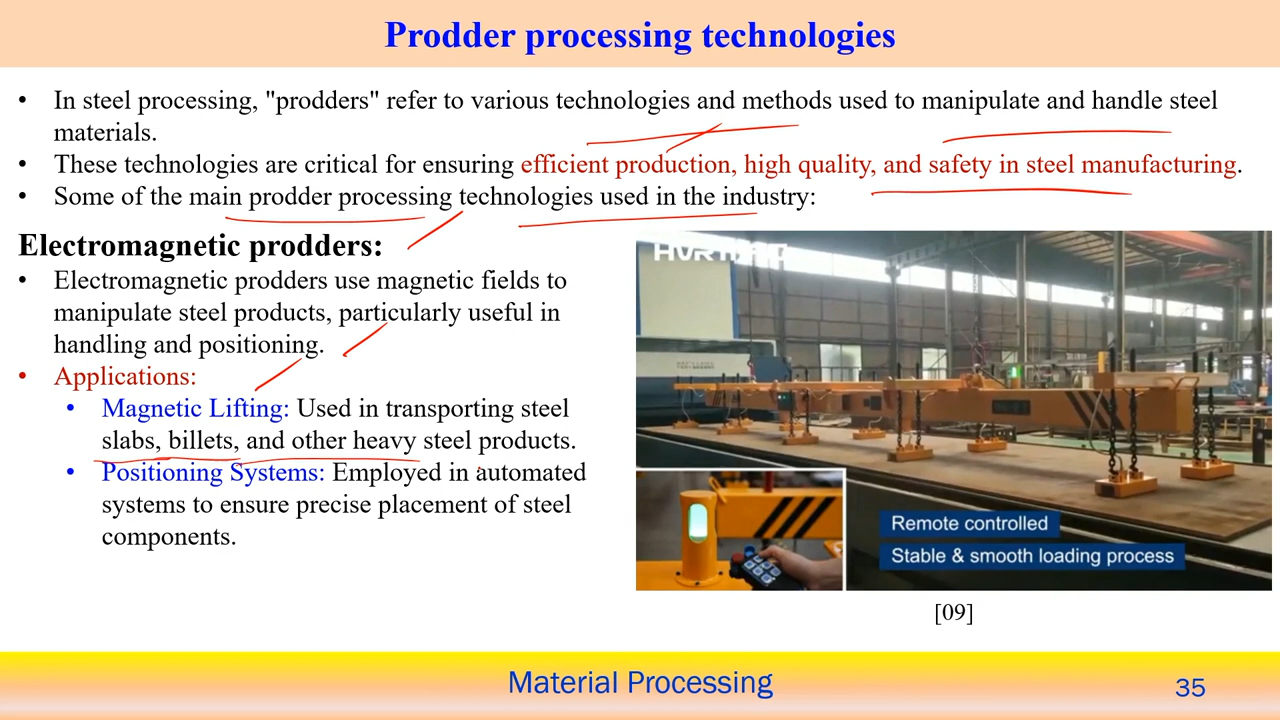 Prodder processing technologies
• In steel processing, "prodders" refer to various technologies and methods used to manipulate and handle steel
materials.
• These technologies are critical for ensuring efficient production, high quality, and safety in steel manufacturing.
• Some of the main prodder processing technologies used in the industry:
Electromagnetic prodders:
• Electromagnetic prodders use magnetic fields to
manipulate steel products, particularly useful in
handling and positioning.
• Applications:
• Magnetic Lifting: Used in transporting steel
slabs, billets, and other heavy steel products.
• Positioning Systems: Employed in automated
systems to ensure precise placement of steel
components.
Remote controlled
Stable & smooth loading process
[09]
Material Processing
35